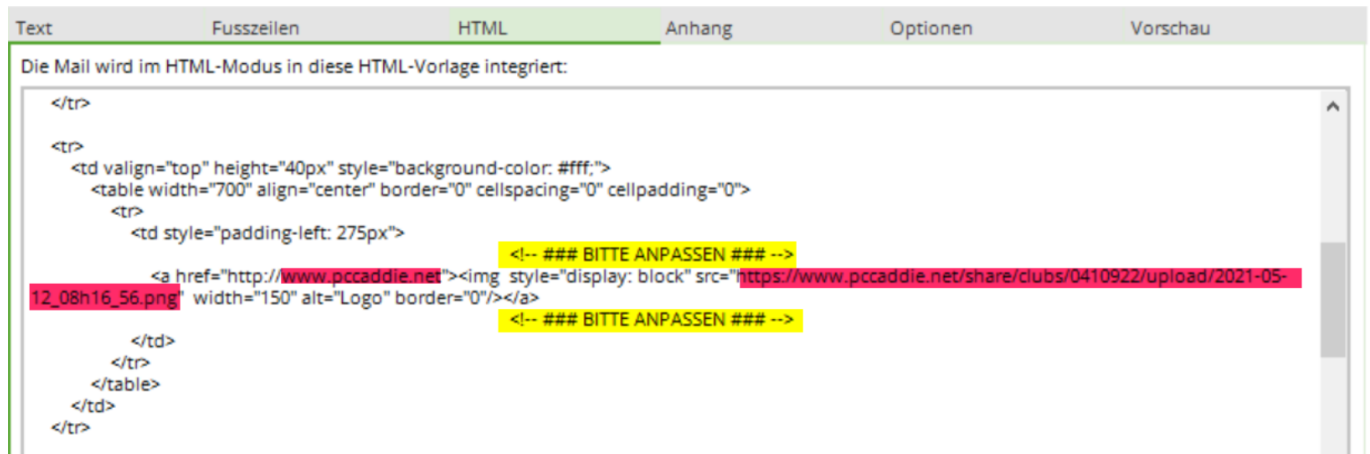 Text Fusszeilen HTML Anhang Optionen Vorschau
Die Mail wird im HTML-Modus in diese HTML-Vorlage integriert:
</tr>
<tr>
<td valign="top" height="40px" style="background-color: #fff;">
<table width="700" align="center" border="0" cellspacing="0" cellpadding="0">
<tr>
<td style="padding-left: 275px">
<!-- ### BITTE ANPASSEN ### -->
<a href="http://www.pccaddie.net"><img style="display: block" src="https://www.pccaddie.net/share/clubs/0410922/upload/2021-05-
12_08h16_56.png" width="150" alt="Logo" border="0"/></a>
<!-- ### BITTE ANPASSEN ### -->
</td>
</tr>
</table>
</td>
</tr>